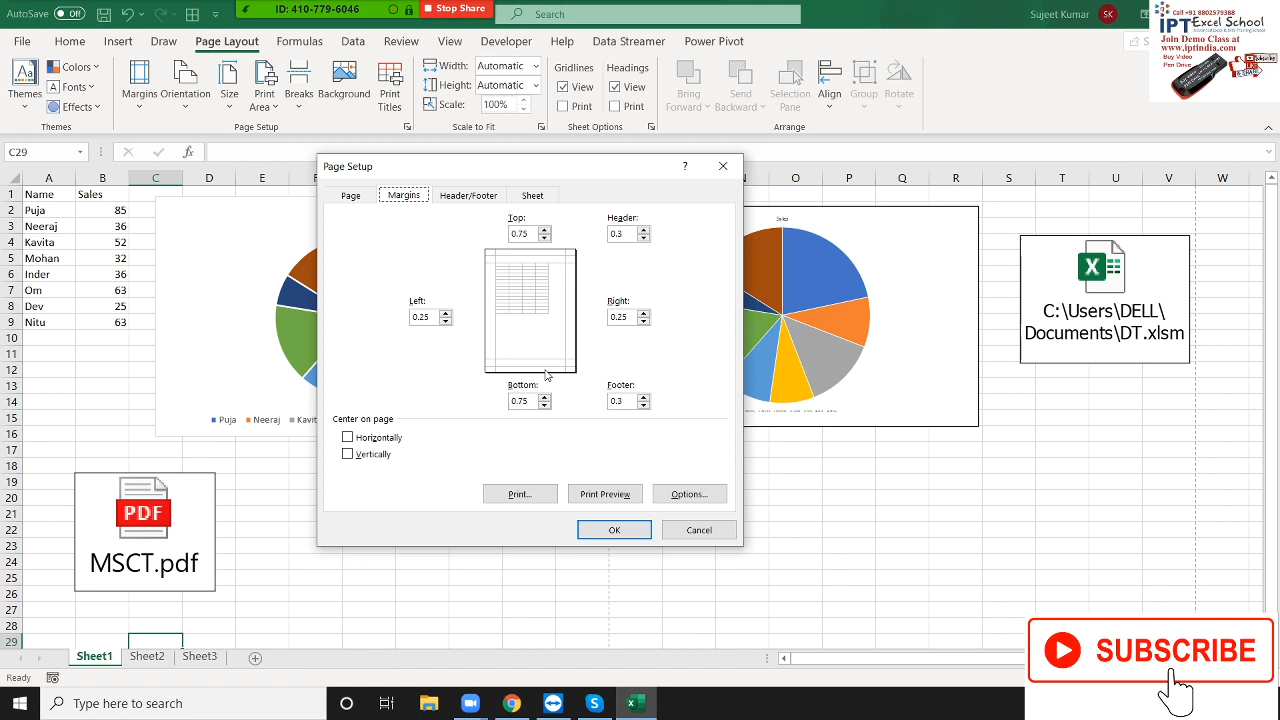 AutoSave Off
ID: 410-779-6046
Stop Share
Search
Sujeet Kumar
SK
Call +91 8802579388
IPT Excel School
Advanced Excel & MIS Training School
Join Demo Class at
www.iptindia.com
Buy Video
Pen Drive
File Home Insert Draw Page Layout Formulas Data Review View Developer Help Data Streamer Power Pivot
Themes
Colors
Fonts
Effects
Margins
Orientation
Size
Print Area
Breaks
Background
Print Titles
Width: Automatic
Height: Automatic
Scale: 100%
Gridlines
View
Print
Headings
View
Print
Bring Forward
Send Backward
Selection Pane
Align
Group
Rotate
Themes Page Setup Scale to Fit Sheet Options Arrange
C29
fx
A B C D E F N O P Q R S T U V W
1 Name Sales
2 Puja 85
3 Neeraj 36
4 Kavita 52
5 Mohan 32
6 Inder 36
7 Om 63
8 Dev 25
9 Nitu 63
10
11
12
13
14
15
16
17
18
19
20
21
22
23
24
25
26
27
28
29
Puja Neeraj Kavit
PDF
MSCT.pdf
Page Setup
?
Page Margins Header/Footer Sheet
Top: Header:
0.75 0.3
Left: Right:
0.25 0.25
Bottom: Footer:
0.75 0.3
Center on page
Horizontally
Vertically
Print... Print Preview Options...
OK Cancel
Sales
X
C:\Users\DELL\
Documents\DT.xlsm
SUBSCRIBE
Sheet1 Sheet2 Sheet3
Ready
Type here to search